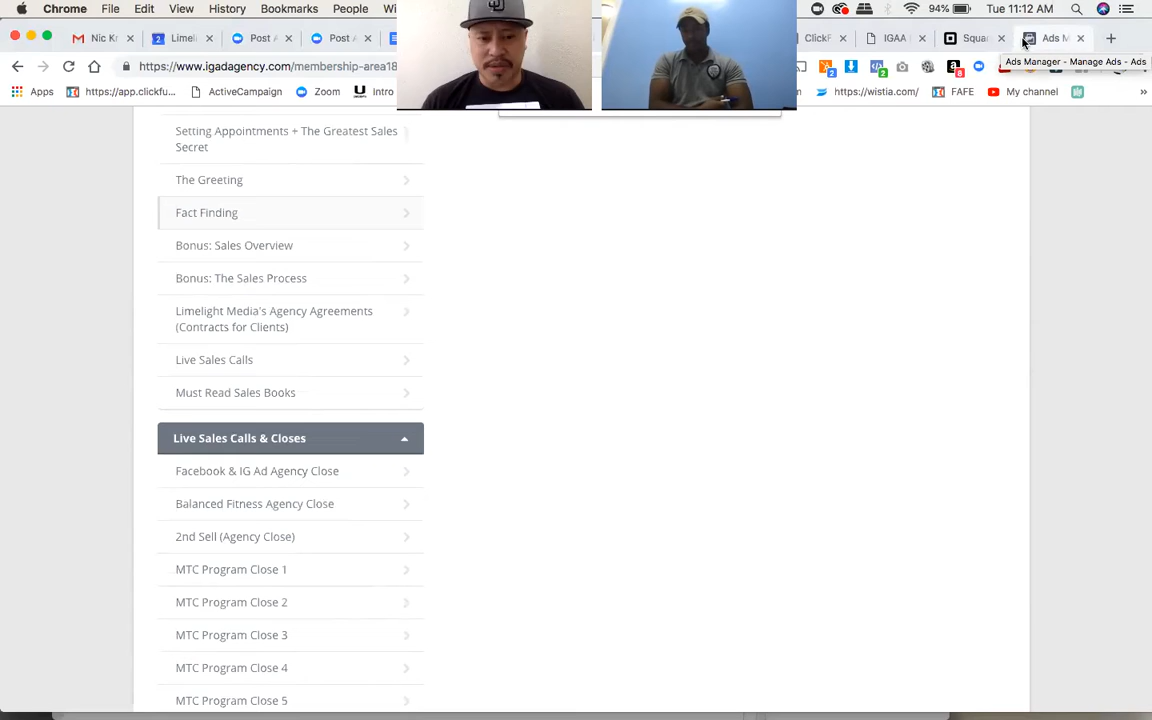 Chrome File Edit View History Bookmarks People 94% Tue 11:12 AM
Nic K Limeli Post A Post A ClickF IGAA Squa Ads M
https://www.igadagency.com/membership-area18
Ads Manager - Manage Ads - Ads
Apps https://app.clickfu... ActiveCampaign Zoom Intro https://wistia.com/ FAFE My channel
Setting Appointments + The Greatest Sales
Secret
The Greeting
Fact Finding
Bonus: Sales Overview
Bonus: The Sales Process
Limelight Media's Agency Agreements
(Contracts for Clients)
Live Sales Calls
Must Read Sales Books
Live Sales Calls & Closes
Facebook & IG Ad Agency Close
Balanced Fitness Agency Close
2nd Sell (Agency Close)
MTC Program Close 1
MTC Program Close 2
MTC Program Close 3
MTC Program Close 4
MTC Program Close 5